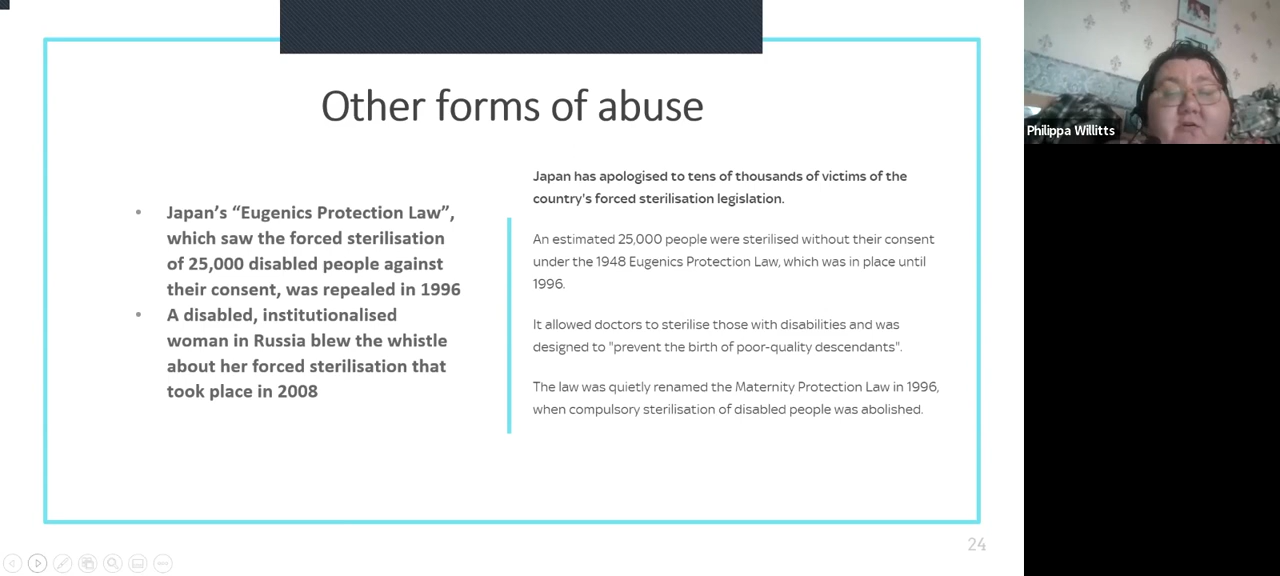 Other forms of abuse
• Japan's “Eugenics Protection Law”,
which saw the forced sterilisation
of 25,000 disabled people against
their consent, was repealed in 1996
• A disabled, institutionalised
woman in Russia blew the whistle
about her forced sterilisation that
took place in 2008
Japan has apologised to tens of thousands of victims of the
country's forced sterilisation legislation.
An estimated 25,000 people were sterilised without their consent
under the 1948 Eugenics Protection Law, which was in place until
1996.
It allowed doctors to sterilise those with disabilities and was
designed to "prevent the birth of poor-quality descendants".
The law was quietly renamed the Maternity Protection Law in 1996,
when compulsory sterilisation of disabled people was abolished.
24
Philippa Willitts